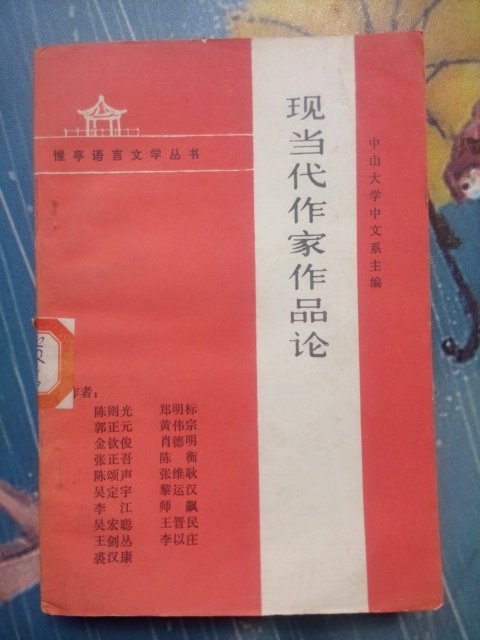 惺亭语言文学丛书
现当代作家作品论
中山大学中文系主编
作者:
陈则光 郑明标
郭正元 黄伟宗
金钦俊 肖德明
张正吾 陈 衡
陈颂声 张维耿
吴定宇 黎运汉
李 江 师 飙
吴宏聪 王晋民
王剑丛 李以庄
裘汉康